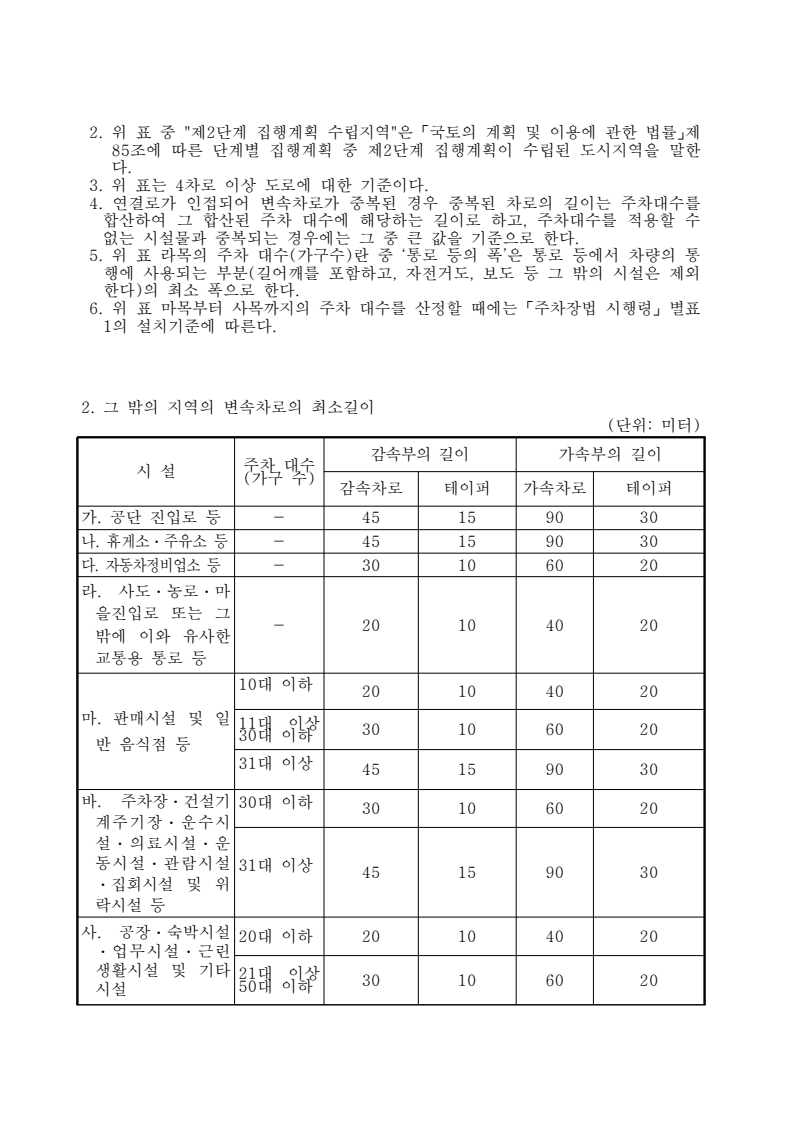 2. 위 표 중 "제2단계 집행계획 수립지역"은「국토의 계획 및 이용에 관한 법률」제
85조에 따른 단계별 집행계획 중 제2단계 집행계획이 수립된 도시지역을 말한
다.
3. 위 표는 4차로 이상 도로에 대한 기준이다.
4. 연결로가 인접되어 변속차로가 중복된 경우 중복된 차로의 길이는 주차대수를
합산하여 그 합산된 주차 대수에 해당하는 길이로 하고, 주차대수를 적용할 수
없는 시설물과 중복되는 경우에는 그 중 큰 값을 기준으로 한다.
5. 위 표 라목의 주차 대수(가구수)란 중 ‘통로 등의 폭’은 통로 등에서 차량의 통
행에 사용되는 부분(길어깨를 포함하고, 자전거도, 보도 등 그 밖의 시설은 제외
한다)의 최소 폭으로 한다.
6. 위 표 마목부터 사목까지의 주차 대수를 산정할 때에는「주차장법 시행령」별표
1의 설치기준에 따른다.
2. 그 밖의 지역의 변속차로의 최소길이
(단위: 미터)
시 설 주차 대수 (가구 수) 감속부의 길이 가속부의 길이
감속차로 테이퍼 가속차로 테이퍼
가. 공단 진입로 등 － 45 15 90 30
나. 휴게소·주유소 등 － 45 15 90 30
다. 자동차정비업소 등 － 30 10 60 20
라. 사도·농로·마
을진입로 또는 그
밖에 이와 유사한
교통용 통로 등
－ 20 10 40 20
마. 판매시설 및 일
반 음식점 등
10대 이하 20 10 40 20
11대 이상
30대 이하 30 10 60 20
31대 이상 45 15 90 30
바. 주차장·건설기
계주기장·운수시
설·의료시설·운
동시설·관람시설
·집회시설 및 위
락시설 등
30대 이하 30 10 60 20
31대 이상 45 15 90 30
사. 공장·숙박시설
·업무시설·근린
생활시설 및 기타
시설
20대 이하 20 10 40 20
21대 이상
50대 이하 30 10 60 20